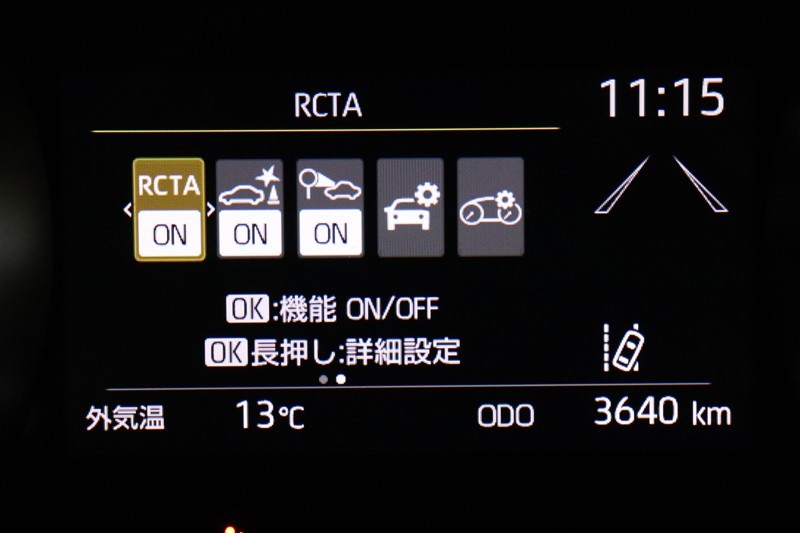 RCTA
11:15
RCTA
ON ON ON
OK:機能 ON/OFF
OK長押し:詳細設定
外気温 13℃ ODO 3640 km